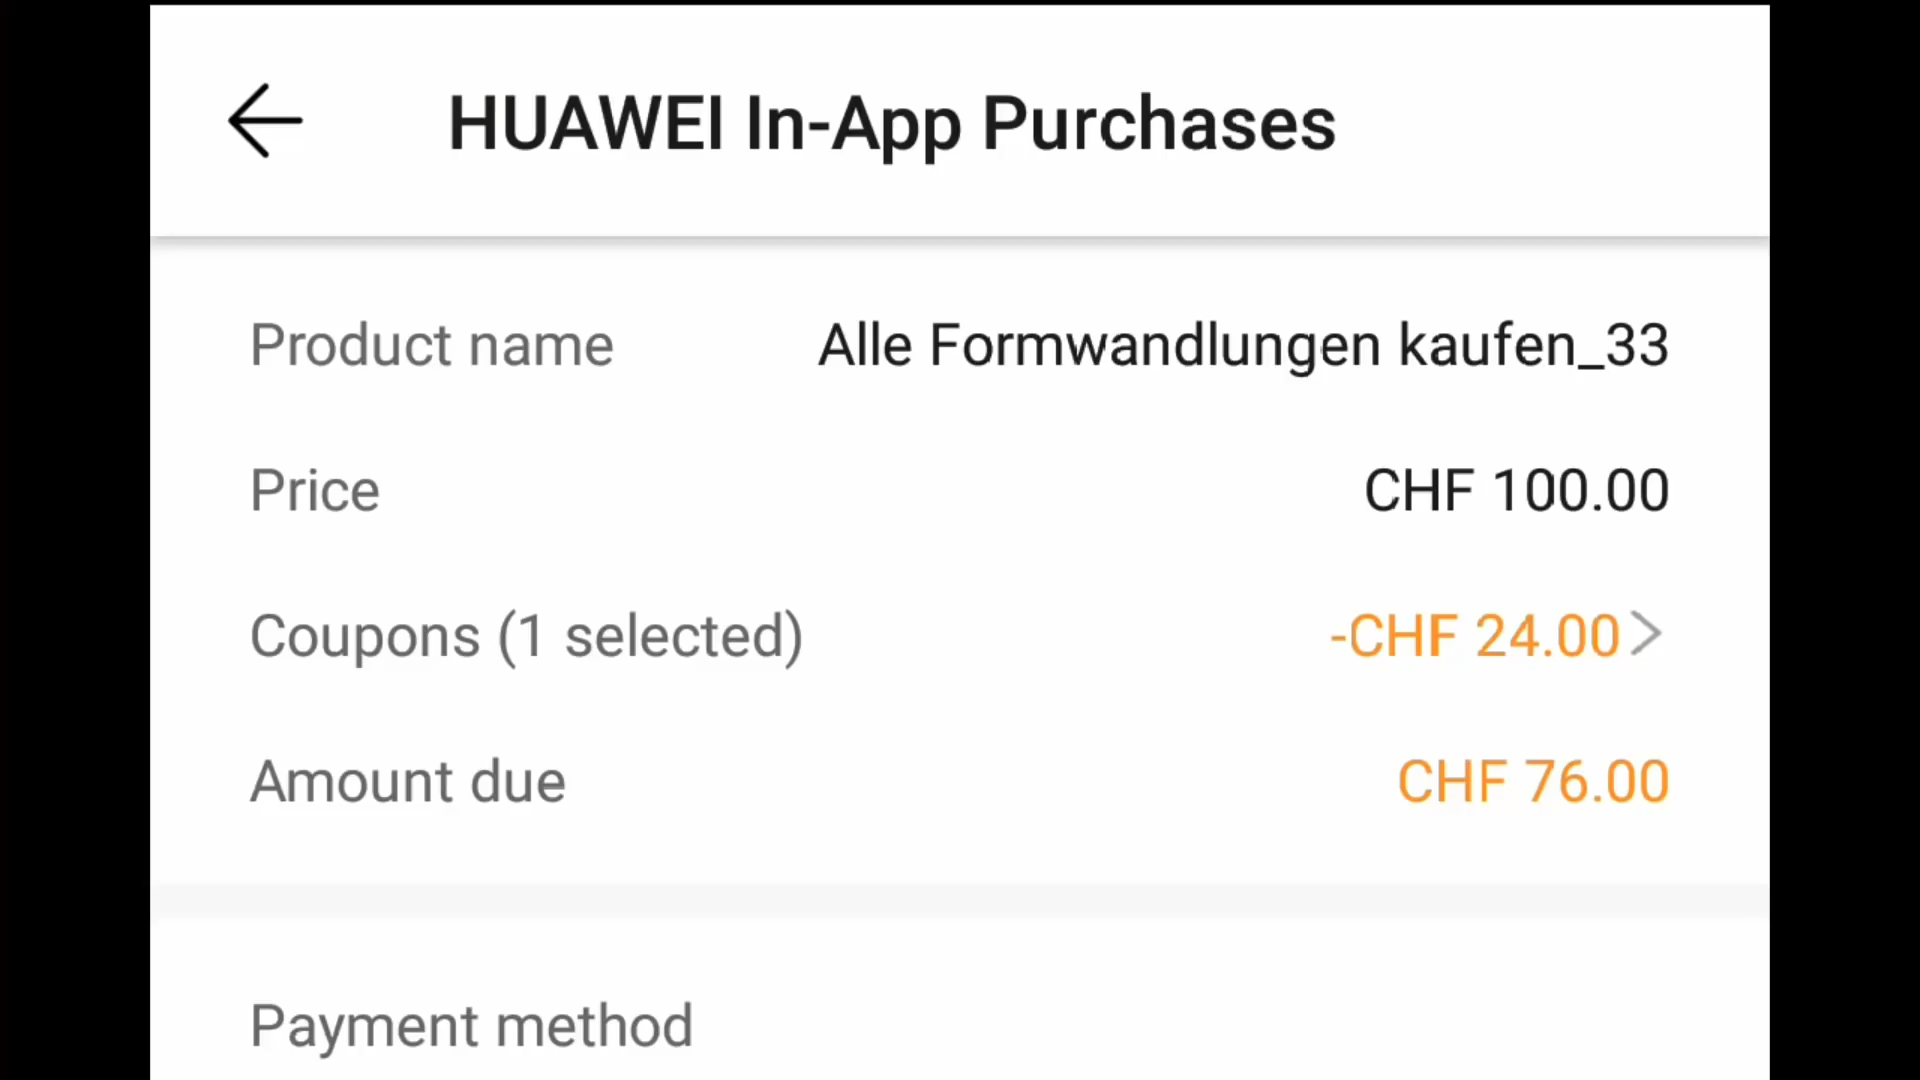 HUAWEI In-App Purchases
Product name Alle Formwandlungen kaufen_33
Price CHF 100.00
Coupons (1 selected) -CHF 24.00
Amount due CHF 76.00
Payment method